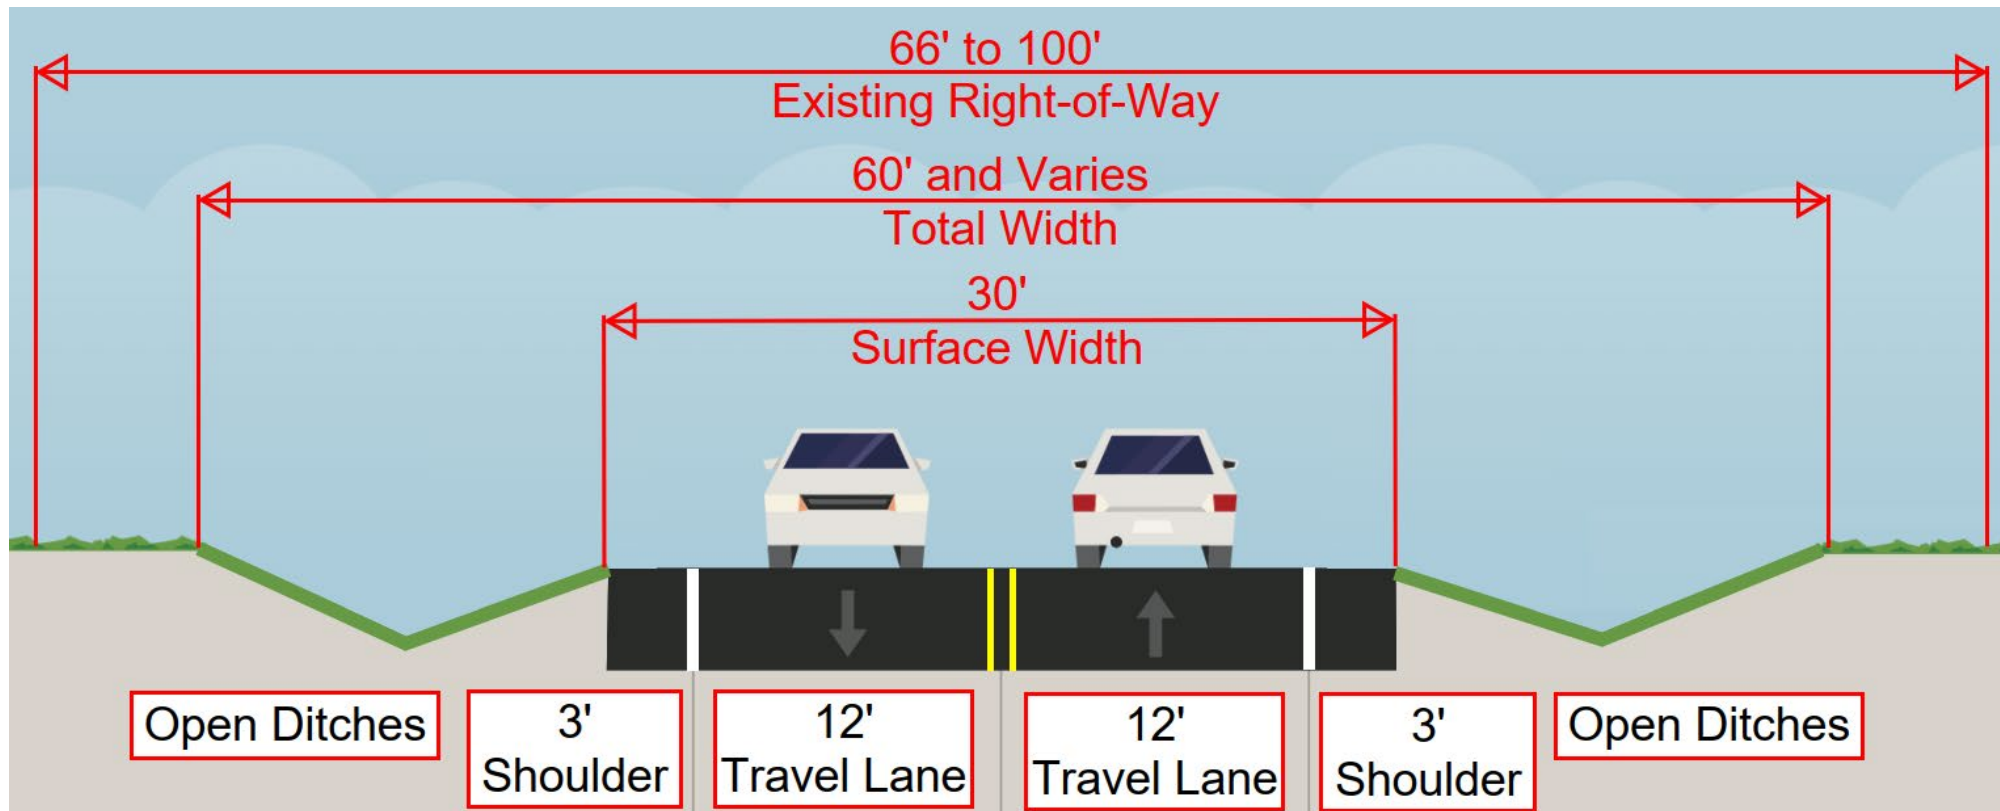 66' to 100'
Existing Right-of-Way
60' and Varies
Total Width
30'
Surface Width
Open Ditches
3'
Shoulder
12'
Travel Lane
12'
Travel Lane
3'
Shoulder
Open Ditches